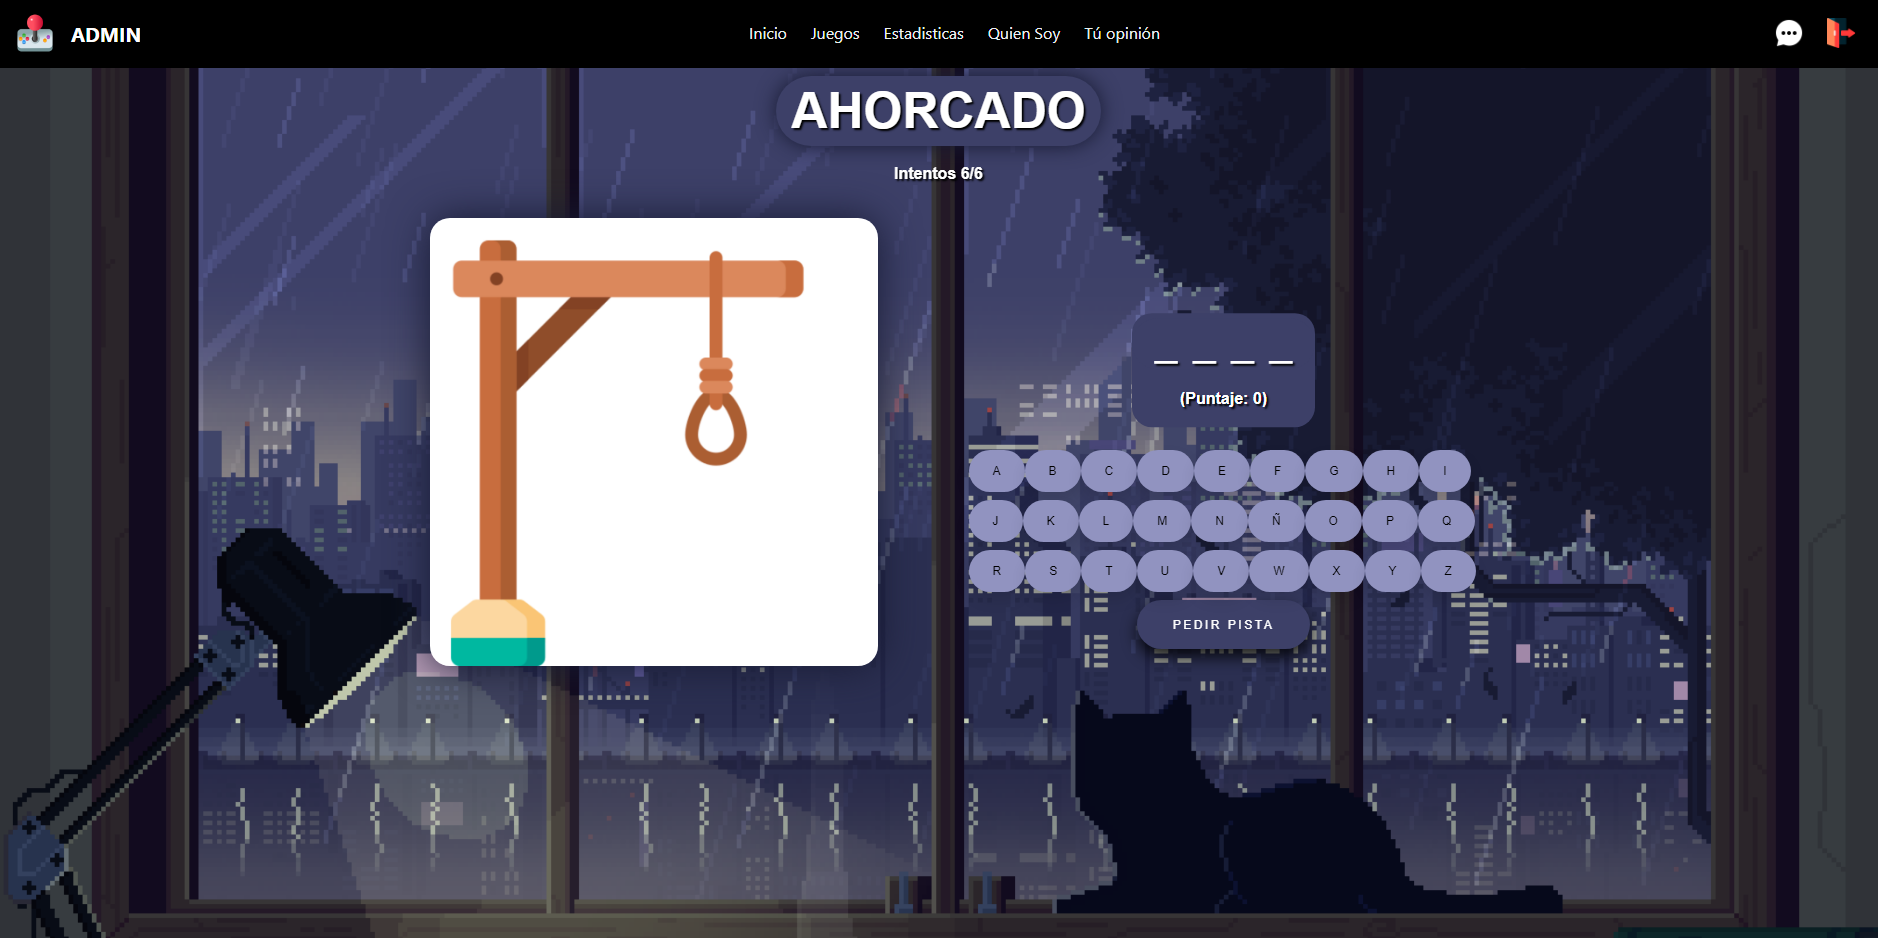 ADMIN
Inicio Juegos Estadisticas Quien Soy Tú opinión
AHORCADO
Intentos 6/6
_ _ _ _
(Puntaje: 0)
A B C D E F G H I
J K L M N Ñ O P Q
R S T U V W X Y Z
PEDIR PISTA